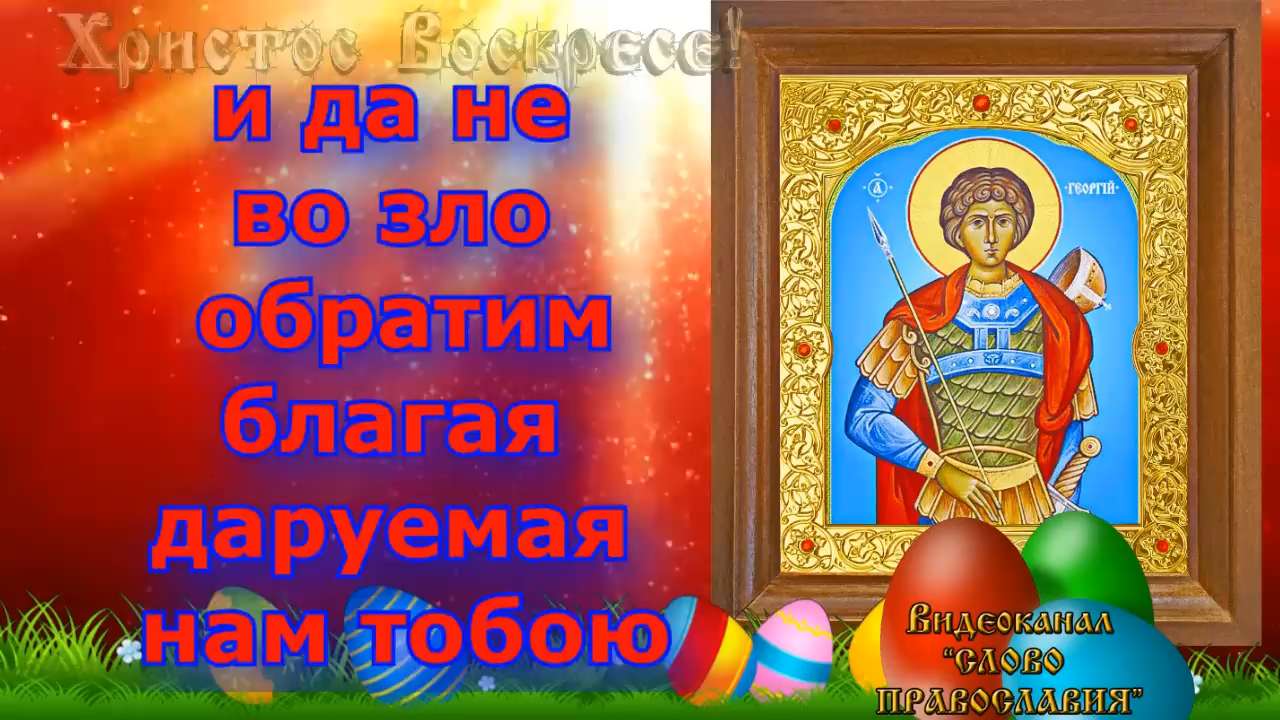 Христос Воскресе!
и да не
во зло
обратим
благая
даруемая
нам тобою
А
ГЕОРГІЙ
Видеоканал
"СЛОВО
ПРАВОСЛАВИЯ"